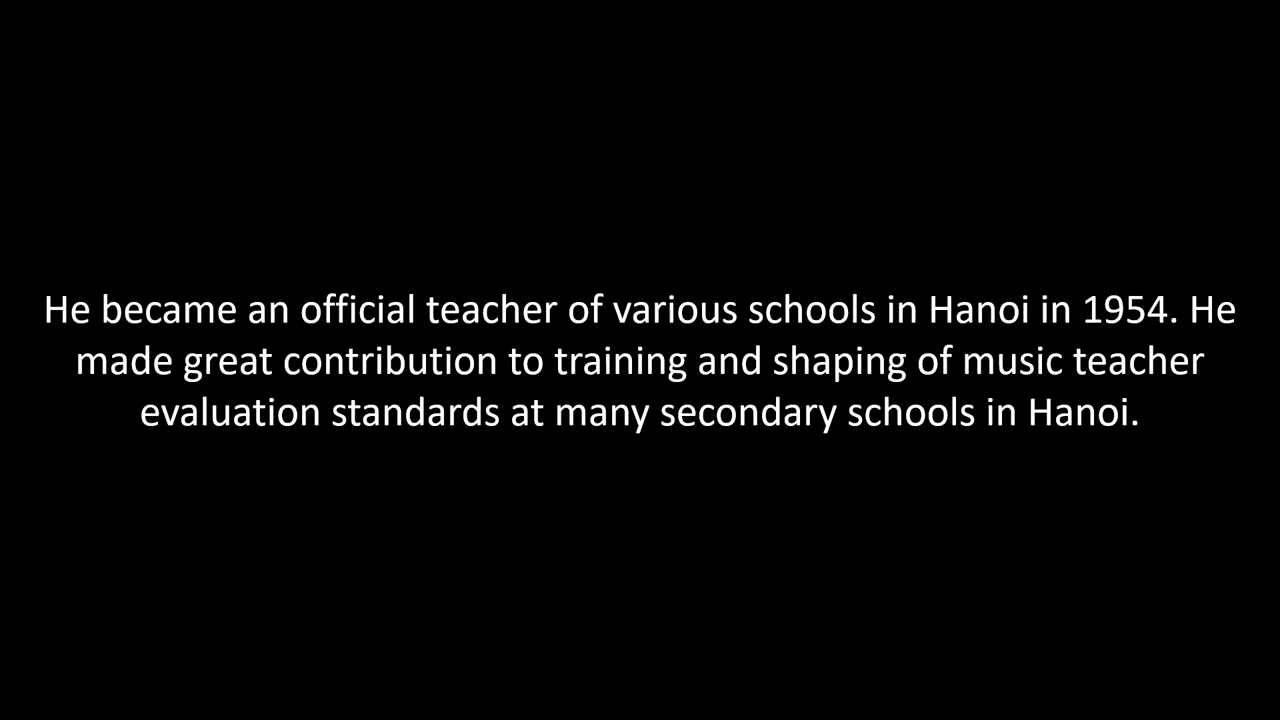 He became an official teacher of various schools in Hanoi in 1954. He
made great contribution to training and shaping of music teacher
evaluation standards at many secondary schools in Hanoi.